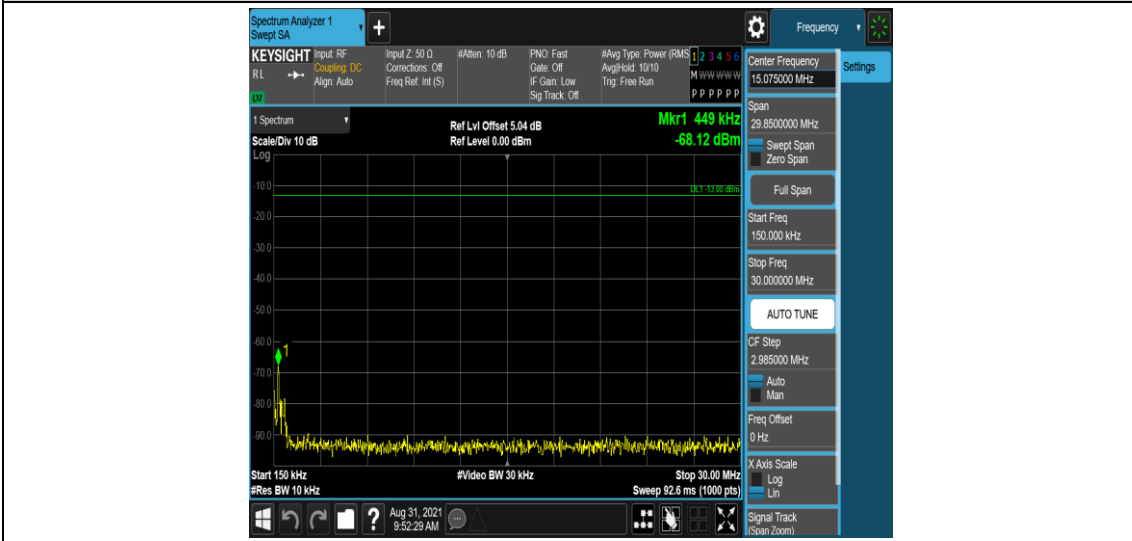 Spectrum Analyzer 1
Swept SA
+
Frequency
KEYSIGHT
RL
LM
Input: RF
Coupling: DC
Align: Auto
Input Z: 50 Ω
Corrections: Off
Freq Ref: Int (S)
#Atten: 10 dB
PNO: Fast
Gate: Off
IF Gain: Low
Sig Track: Off
#Avg Type: Power (RMS
Avg|Hold: 10/10
Trig: Free Run
1 2 3 4 5 6
M W W W W W
P P P P P P
1 Spectrum
Scale/Div 10 dB
Log
Ref Lvl Offset 5.04 dB
Ref Level 0.00 dBm
Mkr1 449 kHz
-68.12 dBm
DL1 -13.00 dBm
-10.0
-20.0
-30.0
-40.0
-50.0
-60.0
1
-70.0
-80.0
-90.0
Start 150 kHz
#Res BW 10 kHz
#Video BW 30 kHz
Stop 30.00 MHz
Sweep 92.6 ms (1000 pts)
?
Aug 31, 2021
9:52:29 AM
Center Frequency
15.075000 MHz
Settings
Span
29.8500000 MHz
Swept Span
Zero Span
Full Span
Start Freq
150.000 kHz
Stop Freq
30.000000 MHz
AUTO TUNE
CF Step
2.985000 MHz
Auto
Man
Freq Offset
0 Hz
X Axis Scale
Log
Lin
Signal Track
(Span Zoom)